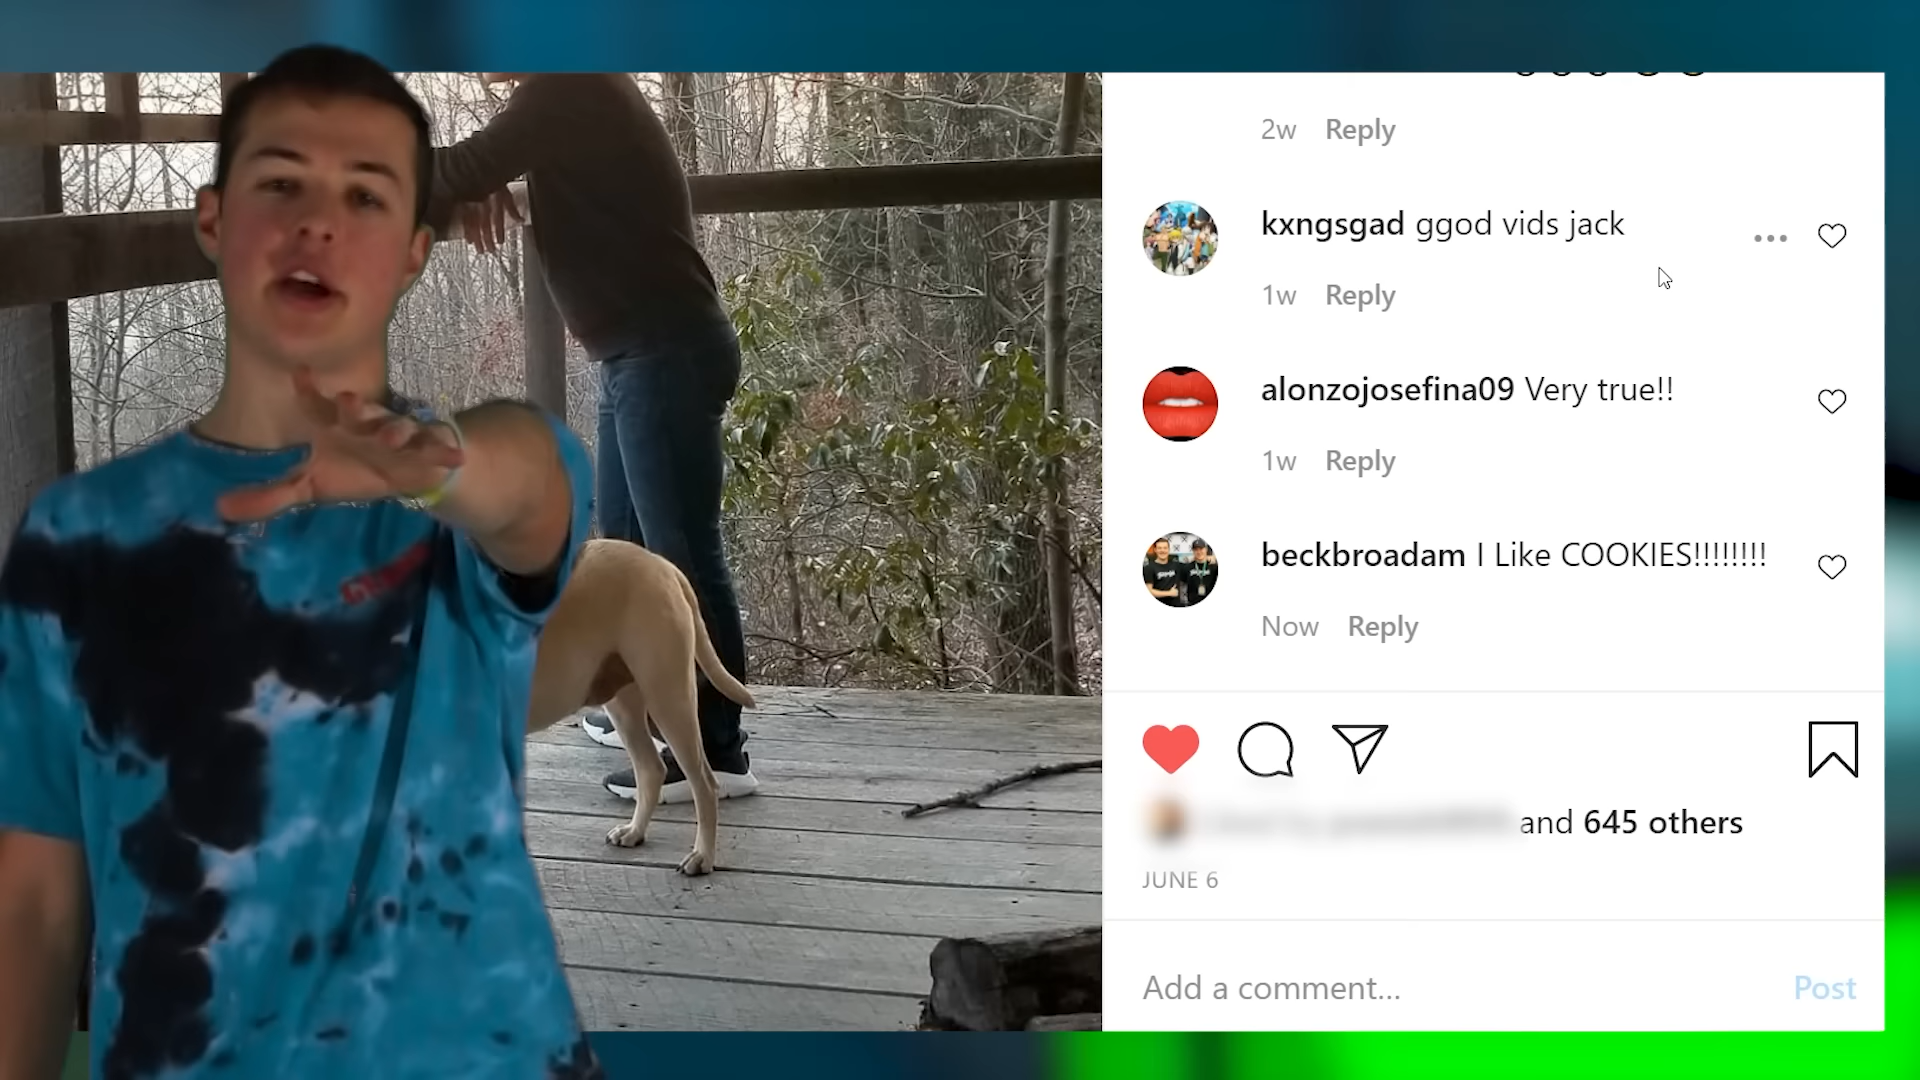 2w Reply
kxngsgad ggod vids jack
1w Reply
alonzojosefina09 Very true!!
1w Reply
beckbroadam I Like COOKIES!!!!!!!!
Now Reply
and 645 others
JUNE 6
Add a comment... Post